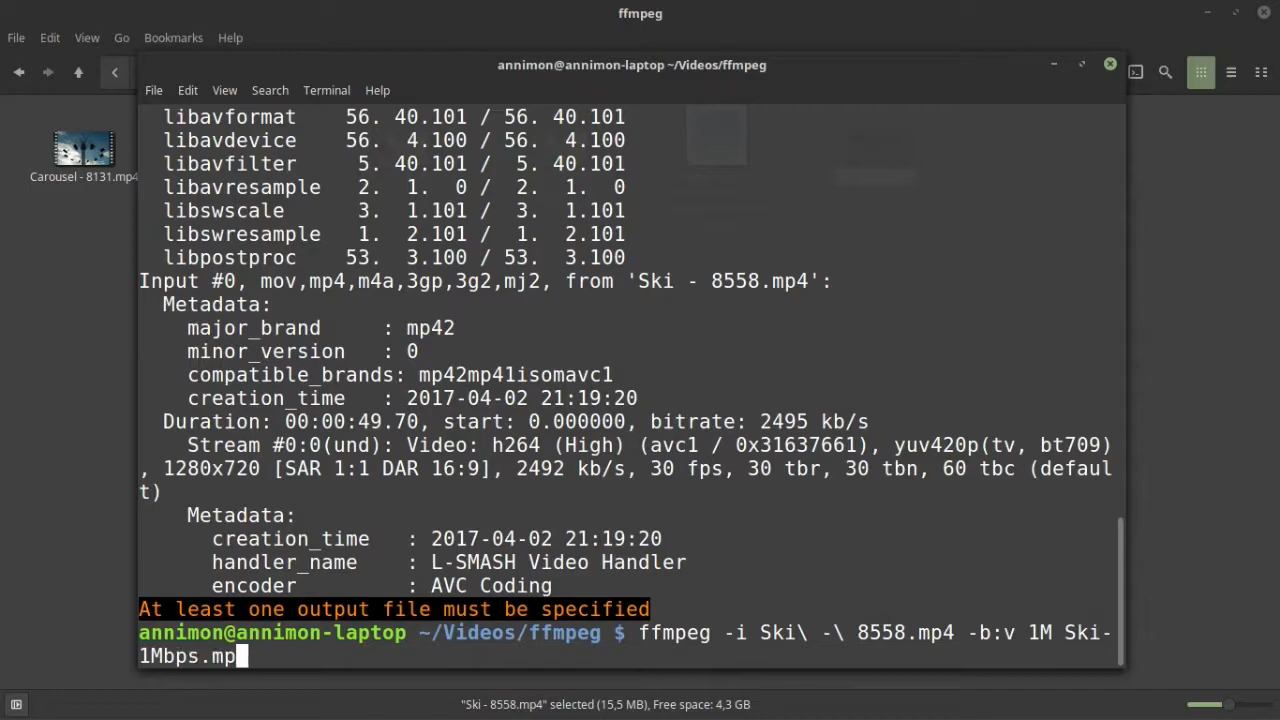 ffmpeg
File Edit View Go Bookmarks Help
annimon@annimon-laptop ~/Videos/ffmpeg
File Edit View Search Terminal Help
libavformat 56. 40.101 / 56. 40.101
libavdevice 56. 4.100 / 56. 4.100
libavfilter 5. 40.101 / 5. 40.101
libavresample 2. 1. 0 / 2. 1. 0
libswscale 3. 1.101 / 3. 1.101
libswresample 1. 2.101 / 1. 2.101
libpostproc 53. 3.100 / 53. 3.100
Input #0, mov,mp4,m4a,3gp,3g2,mj2, from 'Ski - 8558.mp4':
Metadata:
major_brand : mp42
minor_version : 0
compatible_brands: mp42mp41isomavc1
creation_time : 2017-04-02 21:19:20
Duration: 00:00:49.70, start: 0.000000, bitrate: 2495 kb/s
Stream #0:0(und): Video: h264 (High) (avc1 / 0x31637661), yuv420p(tv, bt709)
, 1280x720 [SAR 1:1 DAR 16:9], 2492 kb/s, 30 fps, 30 tbr, 30 tbn, 60 tbc (defaul
t)
Metadata:
creation_time : 2017-04-02 21:19:20
handler_name : L-SMASH Video Handler
encoder : AVC Coding
At least one output file must be specified
annimon@annimon-laptop ~/Videos/ffmpeg $ ffmpeg -i Ski\ -\ 8558.mp4 -b:v 1M Ski-
1Mbps.mp
Carousel - 8131.mp4
"Ski - 8558.mp4" selected (15,5 MB), Free space: 4,3 GB